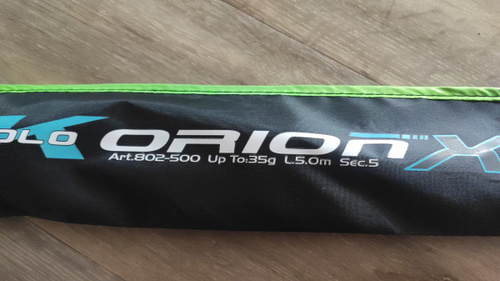 OLO ORION
Art.802-500 Up To:35g L.5.0m Sec.5